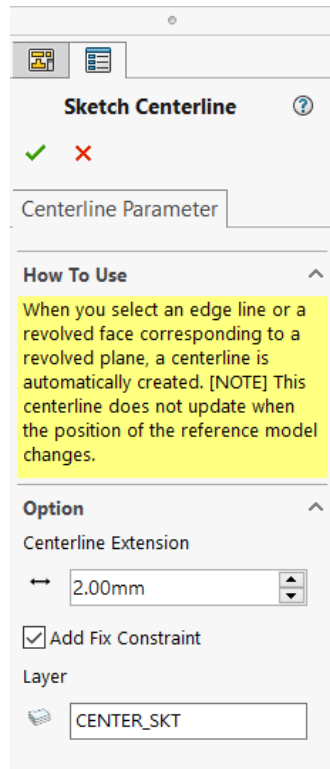 Sketch Centerline
Centerline Parameter
How To Use
When you select an edge line or a
revolved face corresponding to a
revolved plane, a centerline is
automatically created. [NOTE] This
centerline does not update when
the position of the reference model
changes.
Option
Centerline Extension
2.00mm
Add Fix Constraint
Layer
CENTER_SKT